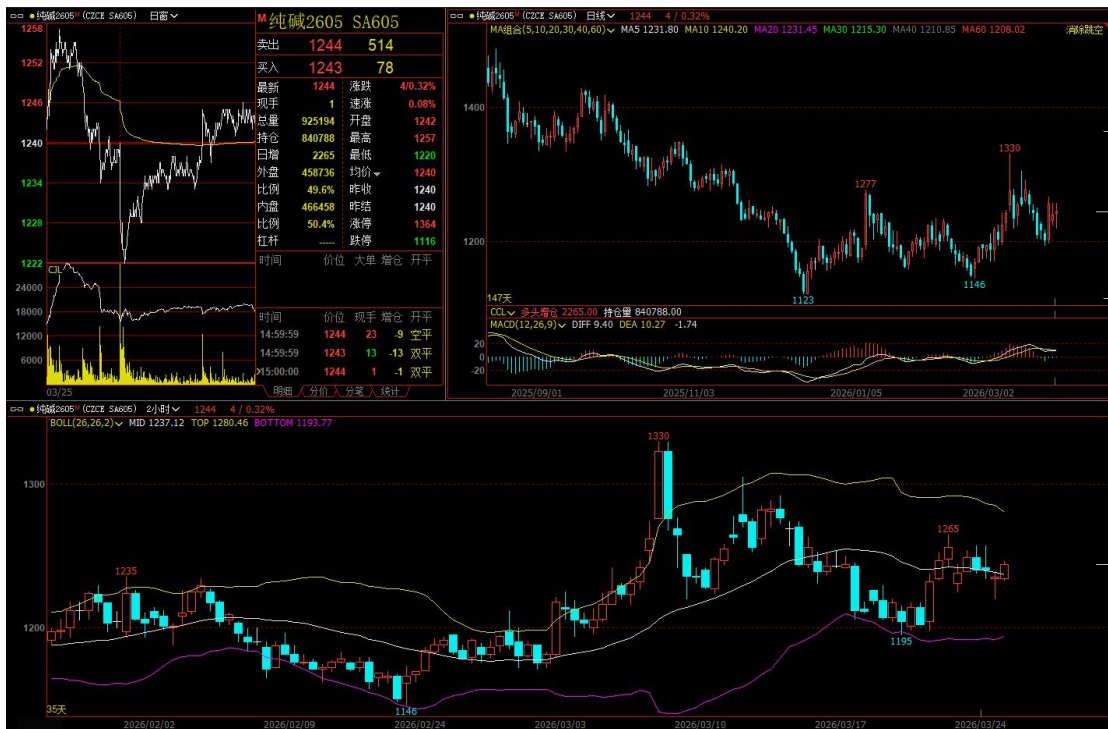 纯碱2605M (CZCE SA605) 日窗
1258
1252
1246
1240
1234
1228
1222
CJL
24000
18000
12000
6000
03/25
M 纯碱2605 SA605
卖出 1244 514
买入 1243 78
最新 1244 涨跌 4/0.32%
现手 1 速涨 0.08%
总量 925194 开盘 1242
持仓 840788 最高 1257
日增 2265 最低 1220
外盘 458736 均价 1240
比例 49.6% 昨收 1240
内盘 466458 昨结 1240
比例 50.4% 涨停 1364
杠杆 ----- 跌停 1116
时间 价位 大单 增仓 开平
时间 价位 现手 增仓 开平
14:59:59 1244 23 -9 空平
14:59:59 1243 13 -13 双平
15:00:00 1244 1 -1 双平
明细 分价 分笔 统计
纯碱2605M (CZCE SA605) 日线 1244 4 / 0.32%
MA组合(5,10,20,30,40,60) MA5 1231.80 MA10 1240.20 MA20 1231.45 MA30 1215.30 MA40 1210.85 MA60 1208.02 消除跳空
1400
1330
1277
1200
1146
1123
147天
CCL 多头增仓 2265.00 持仓量 840788.00
MACD(12,26,9) DIFF 9.40 DEA 10.27 -1.74
20
0
-20
2025/09/01 2025/11/03 2026/01/05 2026/03/02
纯碱2605M (CZCE SA605) 2小时 1244 4 / 0.32%
BOLL(26,26,2) MID 1237.12 TOP 1280.46 BOTTOM 1193.77
1330
1300
1265
1235
1200
1195
1146
35天
2026/02/02 2026/02/09 2026/02/24 2026/03/03 2026/03/10 2026/03/17 2026/03/24